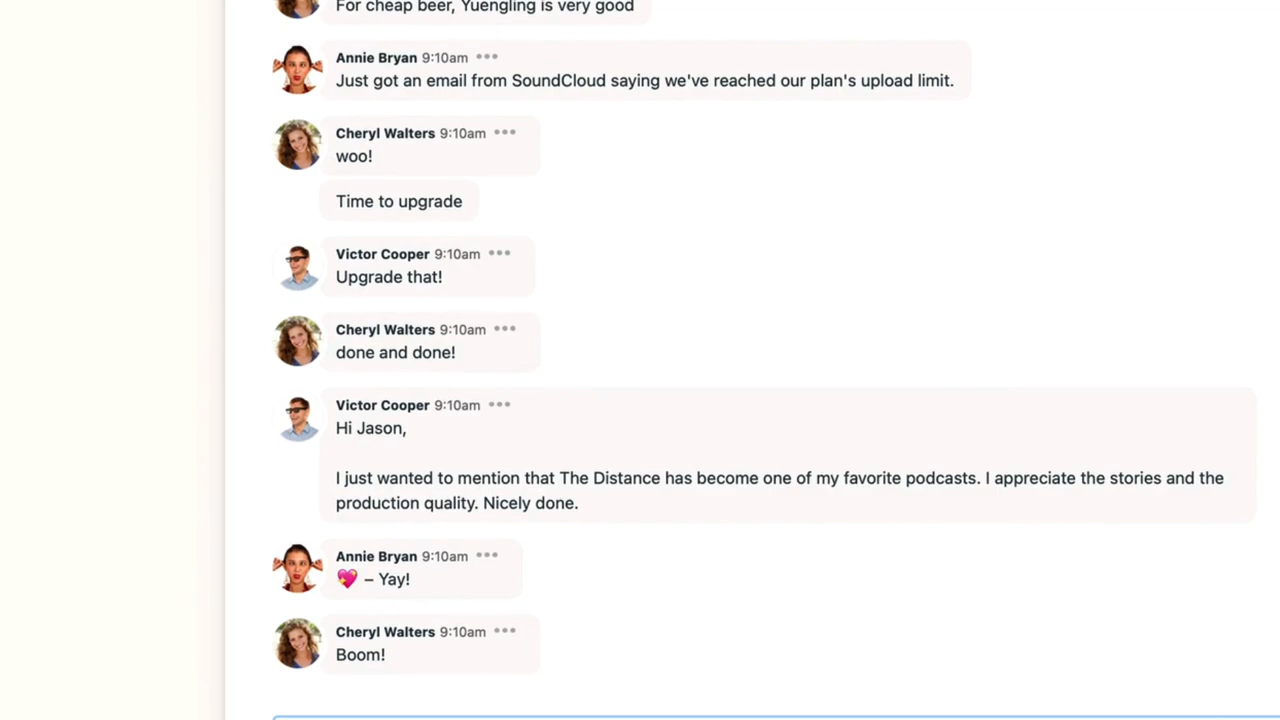 For cheap beer, Yuengling is very good
Annie Bryan 9:10am
Just got an email from SoundCloud saying we've reached our plan's upload limit.
Cheryl Walters 9:10am
woo!
Time to upgrade
Victor Cooper 9:10am
Upgrade that!
Cheryl Walters 9:10am
done and done!
Victor Cooper 9:10am
Hi Jason,
I just wanted to mention that The Distance has become one of my favorite podcasts. I appreciate the stories and the
production quality. Nicely done.
Annie Bryan 9:10am
💖 – Yay!
Cheryl Walters 9:10am
Boom!